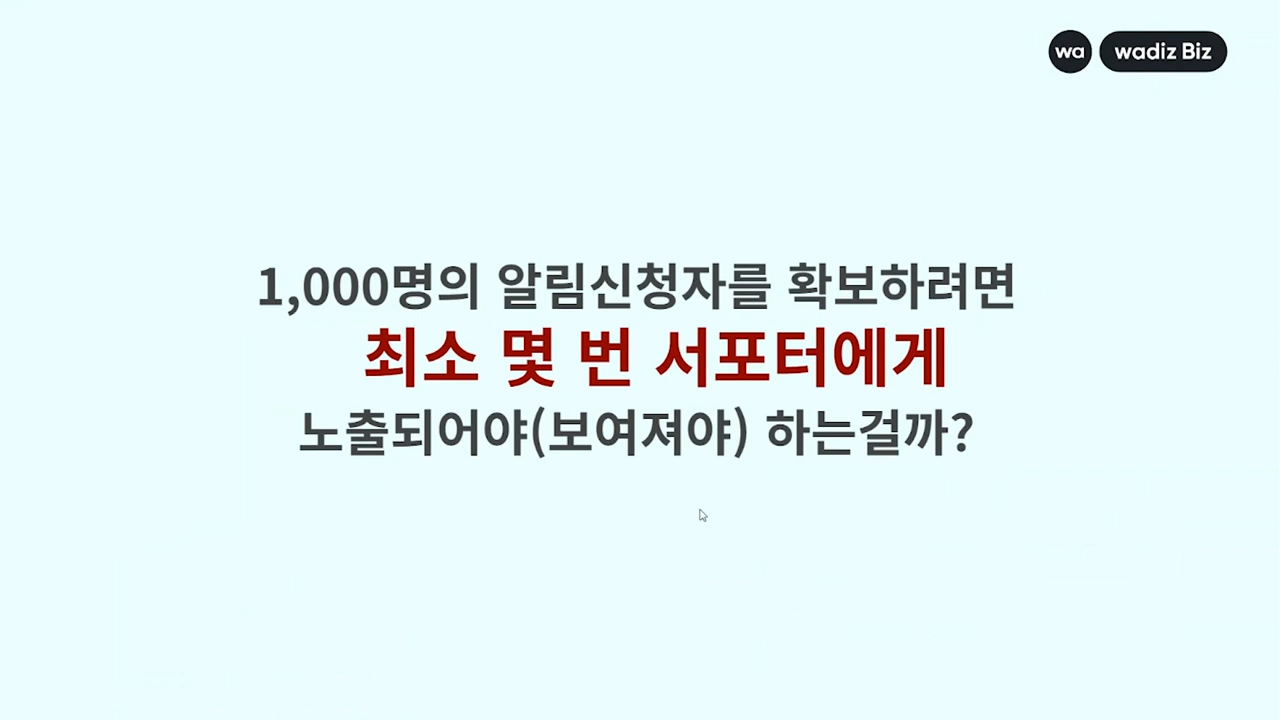 wa wadiz Biz
1,000명의 알림신청자를 확보하려면
최소 몇 번 서포터에게
노출되어야(보여져야) 하는걸까?